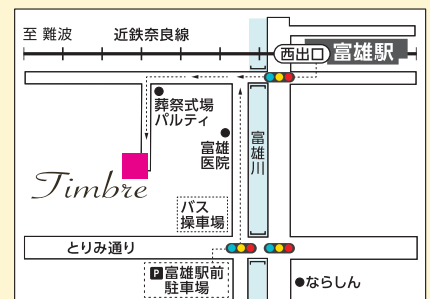 至 難波
近鉄奈良線
西出口
富雄駅
葬祭式場
パルティ
富雄
医院
富雄川
Timbre
バス
操車場
とりみ通り
P富雄駅前
駐車場
ならしん